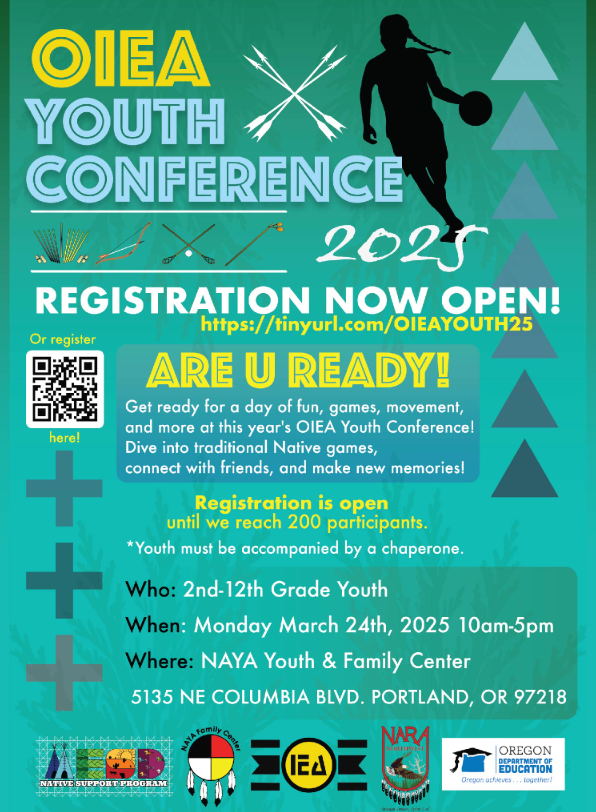 OIEA
YOUTH
CONFERENCE
2025
REGISTRATION NOW OPEN!
https://tinyurl.com/OIEAYOUTH25
Or register
here!
ARE U READY!
Get ready for a day of fun, games, movement,
and more at this year's OIEA Youth Conference!
Dive into traditional Native games,
connect with friends, and make new memories!
Registration is open
until we reach 200 participants.
*Youth must be accompanied by a chaperone.
Who: 2nd-12th Grade Youth
When: Monday March 24th, 2025 10am-5pm
Where: NAYA Youth & Family Center
5135 NE COLUMBIA BLVD. PORTLAND, OR 97218
NATIVE SUPPORT PROGRAM
NAYA Family Center
IEA
NARA
NORTHWEST
OREGON
DEPARTMENT OF
EDUCATION
Oregon achieves . . . together!